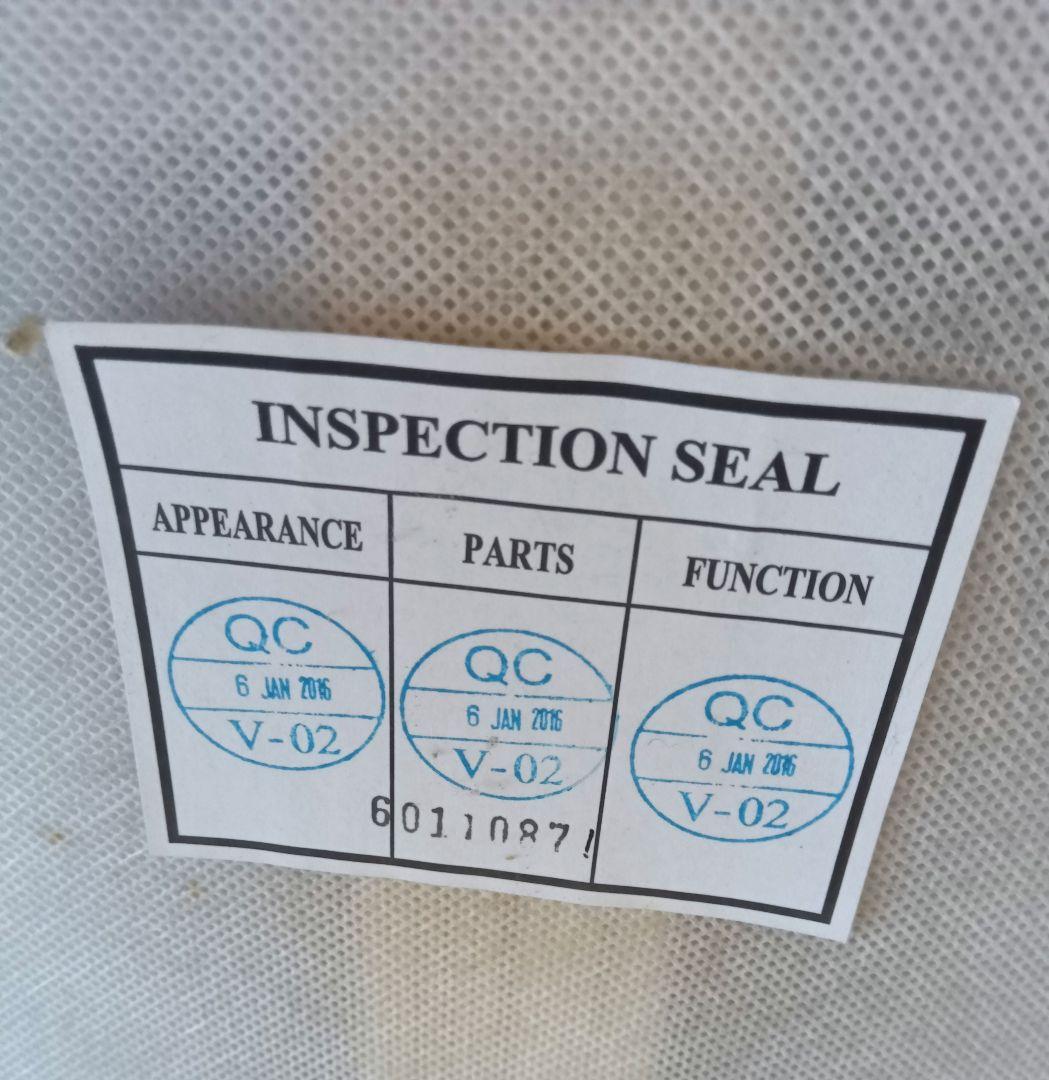 INSPECTION SEAL
APPEARANCE PARTS FUNCTION
QC QC QC
6 JAN 2016 6 JAN 2016 6 JAN 2016
V-02 V-02 V-02